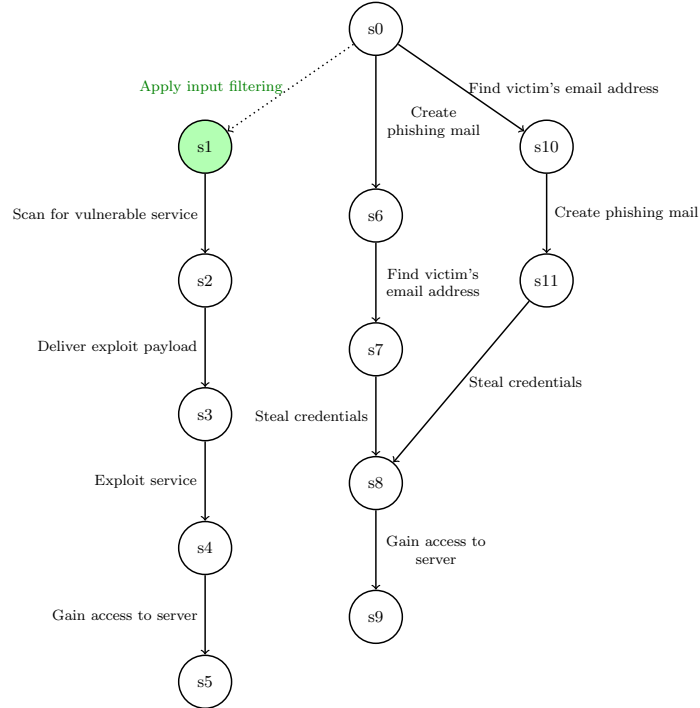 s0
Apply input filtering
Find victim's email address
Create
phishing mail
s1
s10
Scan for vulnerable service
s6
Create phishing mail
s2
Find victim's
email address
s11
Deliver exploit payload
s7
Steal credentials
s3
Steal credentials
Exploit service
s8
s4
Gain access to
server
Gain access to server
s9
s5